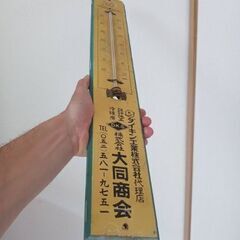 ダイキン工業株式会社代理店
株式会社大同商会
TEL〇五二-五八一-九七五一